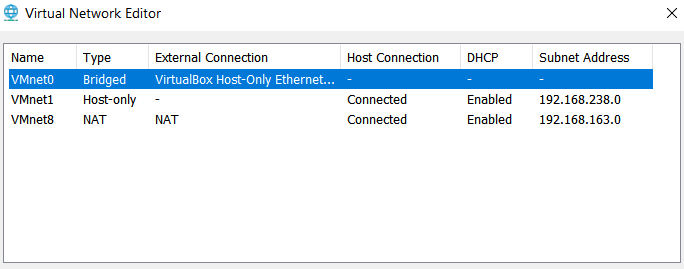 Virtual Network Editor
Name Type External Connection Host Connection DHCP Subnet Address
VMnet0 Bridged VirtualBox Host-Only Ethernet... - - -
VMnet1 Host-only - Connected Enabled 192.168.238.0
VMnet8 NAT NAT Connected Enabled 192.168.163.0